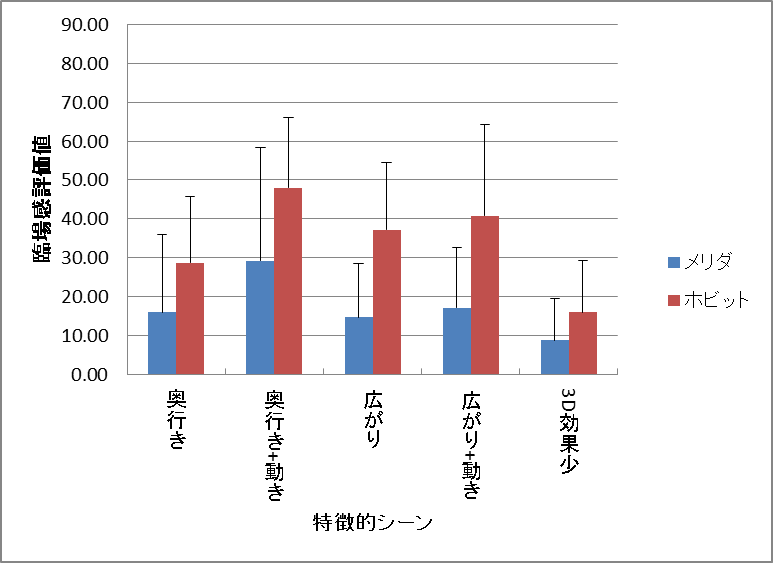 90.00
80.00
70.00
60.00
50.00
40.00
30.00
20.00
10.00
0.00
臨場感評価値
奥行き
奥行き+動き
広がり
広がり+動き
3D効果少
特徴的シーン
メリダ
ホビット